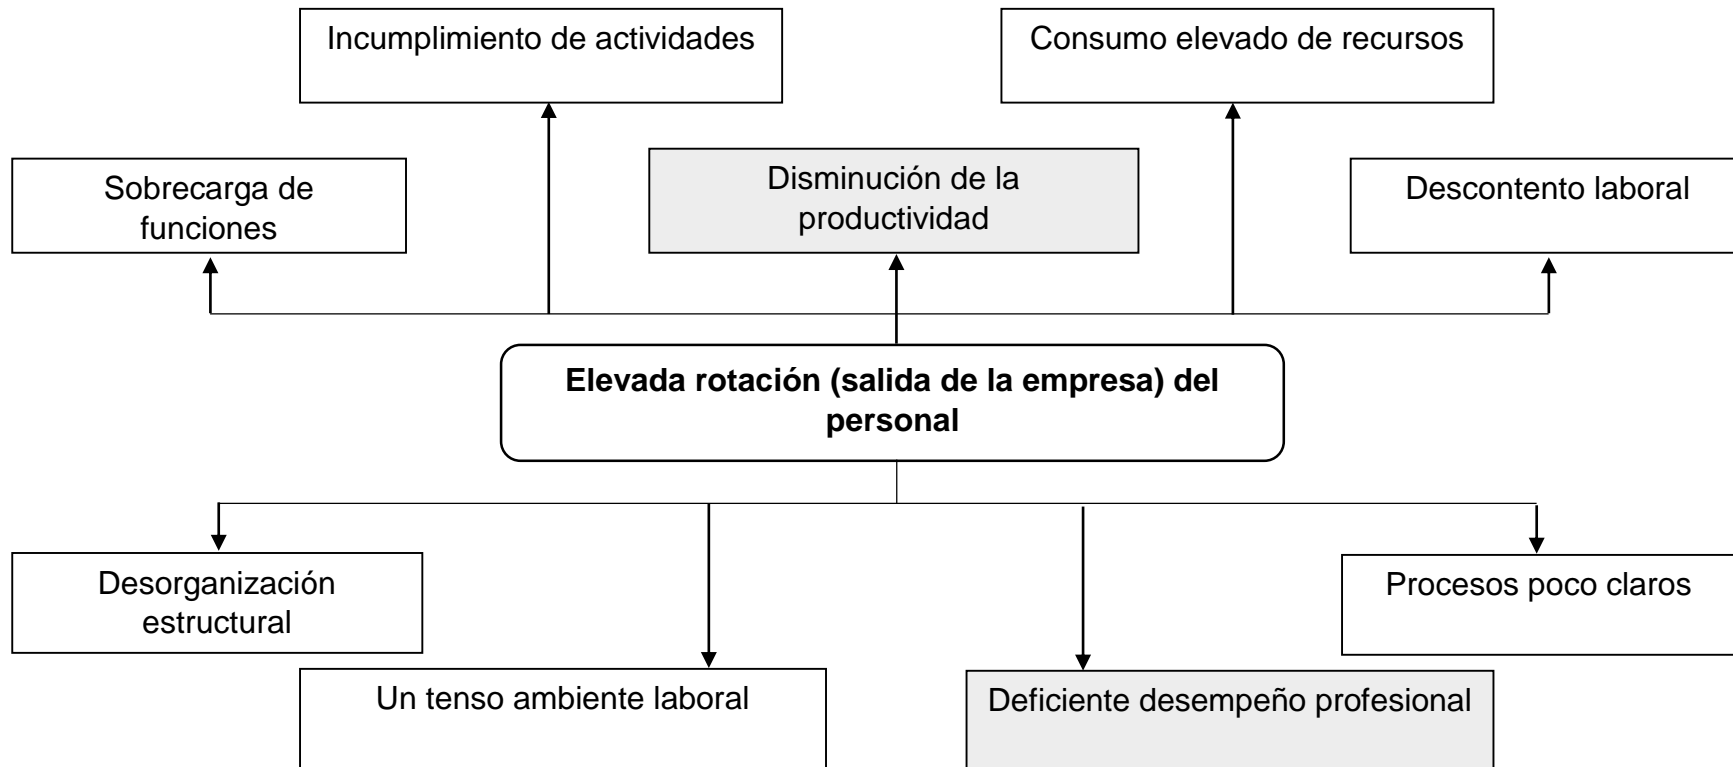 Incumplimiento de actividades
Consumo elevado de recursos
Sobrecarga de
funciones
Disminución de la
productividad
Descontento laboral
Elevada rotación (salida de la empresa) del
personal
Desorganización
estructural
Procesos poco claros
Un tenso ambiente laboral
Deficiente desempeño profesional